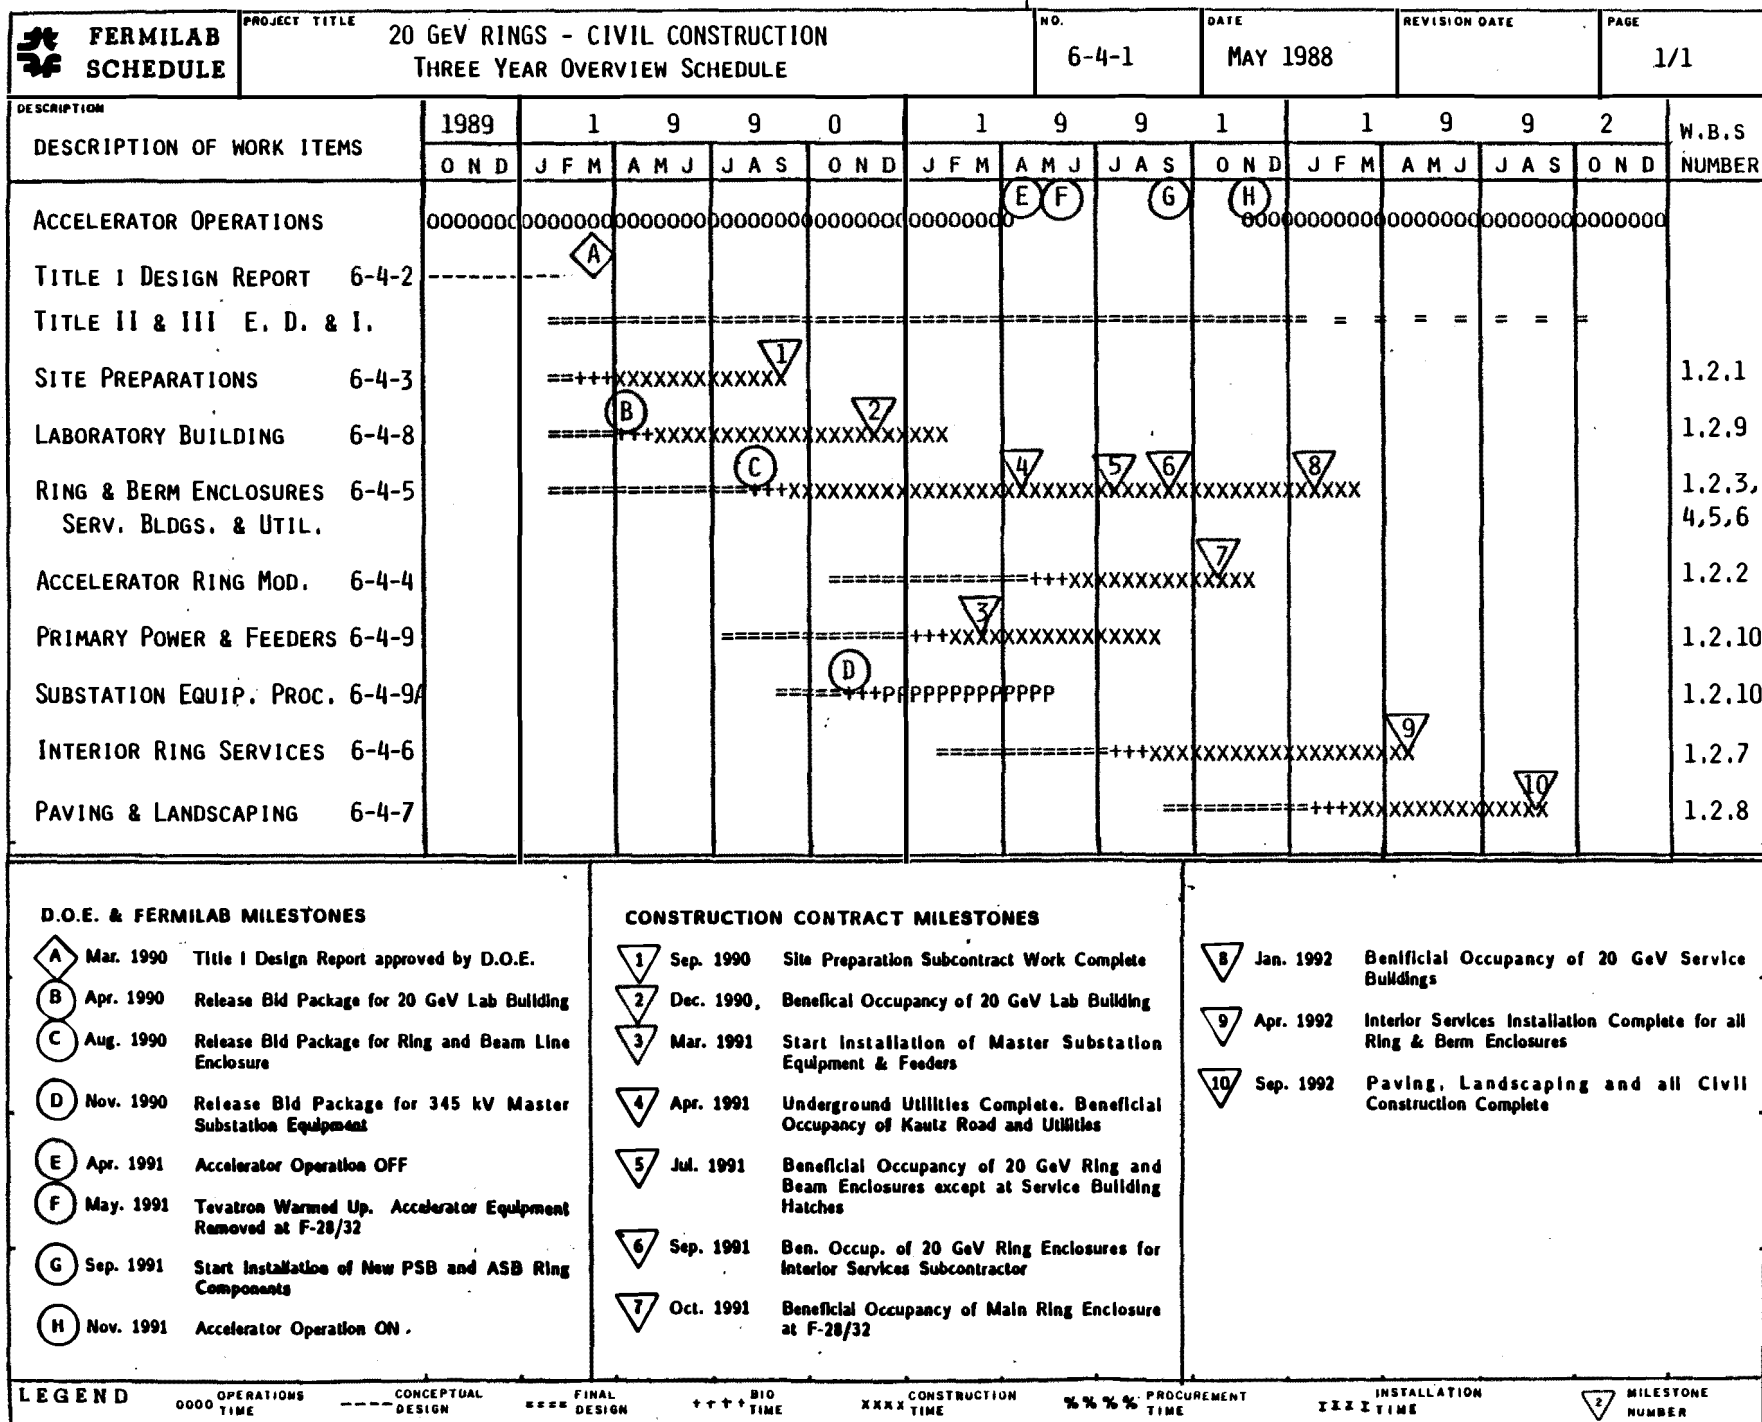 FERMILAB SCHEDULE
PROJECT TITLE
20 GeV RINGS - CIVIL CONSTRUCTION
THREE YEAR OVERVIEW SCHEDULE
NO.
6-4-1
DATE
MAY 1988
REVISION DATE
PAGE
1/1
DESCRIPTION
DESCRIPTION OF WORK ITEMS
1989 1 9 9 0 1 9 9 1 1 9 9 2
O N D J F M A M J J A S O N D J F M A M J J A S O N D J F M A M J J A S O N D
W.B.S NUMBER
E F G H
ACCELERATOR OPERATIONS
A
TITLE I DESIGN REPORT 6-4-2
TITLE II & III E. D. & I.
1
SITE PREPARATIONS 6-4-3 ==+++XXXXXXXXXXXXX 1.2.1
B 2
LABORATORY BUILDING 6-4-8 1.2.9
C 4 5 6 8
RING & BERM ENCLOSURES 6-4-5 1.2.3,
SERV. BLDGS. & UTIL. 4,5,6
7
ACCELERATOR RING MOD. 6-4-4 1.2.2
3
PRIMARY POWER & FEEDERS 6-4-9 1.2.10
D
SUBSTATION EQUIP. PROC. 6-4-9A 1.2.10
9
INTERIOR RING SERVICES 6-4-6 1.2.7
10
PAVING & LANDSCAPING 6-4-7 1.2.8
D.O.E. & FERMILAB MILESTONES
A Mar. 1990 Title I Design Report approved by D.O.E.
B Apr. 1990 Release Bid Package for 20 GeV Lab Building
C Aug. 1990 Release Bid Package for Ring and Beam Line
Enclosure
D Nov. 1990 Release Bid Package for 345 kV Master
Substation Equipment
E Apr. 1991 Accelerator Operation OFF
F May. 1991 Tevatron Warmed Up. Accelerator Equipment
Removed at F-28/32
G Sep. 1991 Start Installation of New PSB and ASB Ring
Components
H Nov. 1991 Accelerator Operation ON .
CONSTRUCTION CONTRACT MILESTONES
1 Sep. 1990 Site Preparation Subcontract Work Complete
2 Dec. 1990, Benefical Occupancy of 20 GeV Lab Building
3 Mar. 1991 Start Installation of Master Substation
Equipment & Feeders
4 Apr. 1991 Underground Utilities Complete. Beneficial
Occupancy of Kautz Road and Utilities
5 Jul. 1991 Beneficial Occupancy of 20 GeV Ring and
Beam Enclosures except at Service Building
Hatches
6 Sep. 1991 Ben. Occup. of 20 GeV Ring Enclosures for
Interior Services Subcontractor
7 Oct. 1991 Beneficial Occupancy of Main Ring Enclosure
at F-28/32
8 Jan. 1992 Benificial Occupancy of 20 GeV Service
Buildings
9 Apr. 1992 Interior Services Installation Complete for all
Ring & Berm Enclosures
10 Sep. 1992 Paving, Landscaping and all Civil
Construction Complete
LEGEND
0000 OPERATIONS TIME
---- CONCEPTUAL DESIGN
==== FINAL DESIGN
++++ BID TIME
XXXX CONSTRUCTION TIME
%%%% PROCUREMENT TIME
IIII INSTALLATION TIME
2 MILESTONE NUMBER